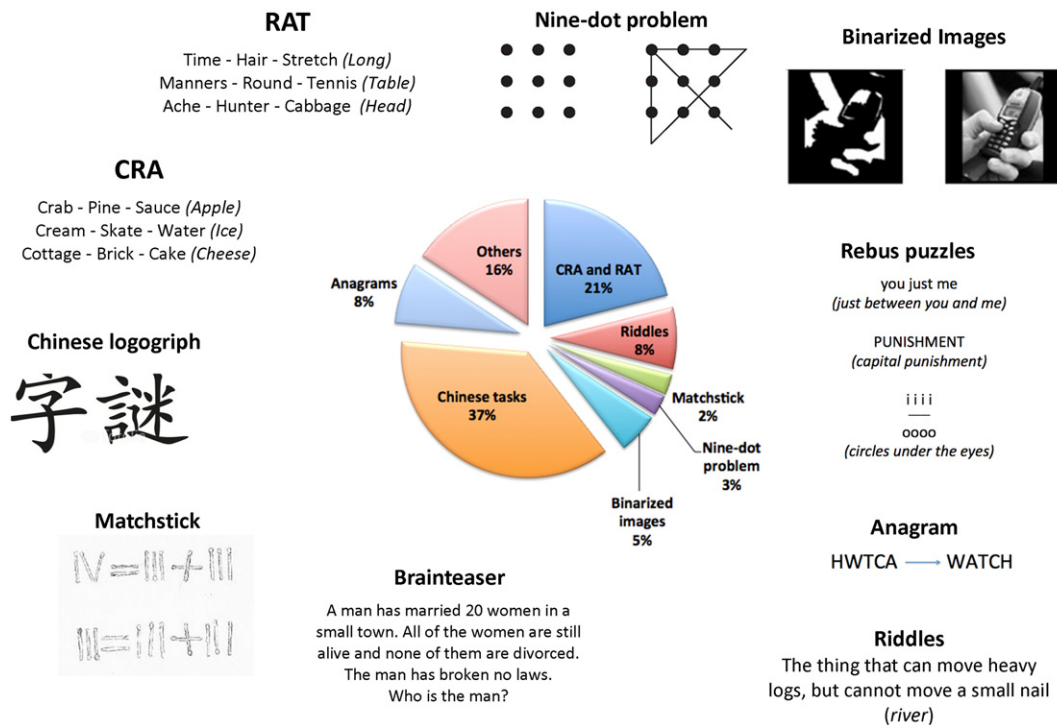 RAT
Time - Hair - Stretch (Long)
Manners - Round - Tennis (Table)
Ache - Hunter - Cabbage (Head)
Nine-dot problem
Binarized Images
CRA
Crab - Pine - Sauce (Apple)
Cream - Skate - Water (Ice)
Cottage - Brick - Cake (Cheese)
Others
16%
CRA and RAT
21%
Anagrams
8%
Riddles
8%
Chinese tasks
37%
Matchstick
2%
Nine-dot
problem
3%
Binarized
images
5%
Rebus puzzles
you just me
(just between you and me)
PUNISHMENT
(capital punishment)
i i i i
oooo
(circles under the eyes)
Chinese logogriph
字謎
Matchstick
IV=III+III
III=III+III
Brainteaser
A man has married 20 women in a
small town. All of the women are still
alive and none of them are divorced.
The man has broken no laws.
Who is the man?
Anagram
HWTCA → WATCH
Riddles
The thing that can move heavy
logs, but cannot move a small nail
(river)